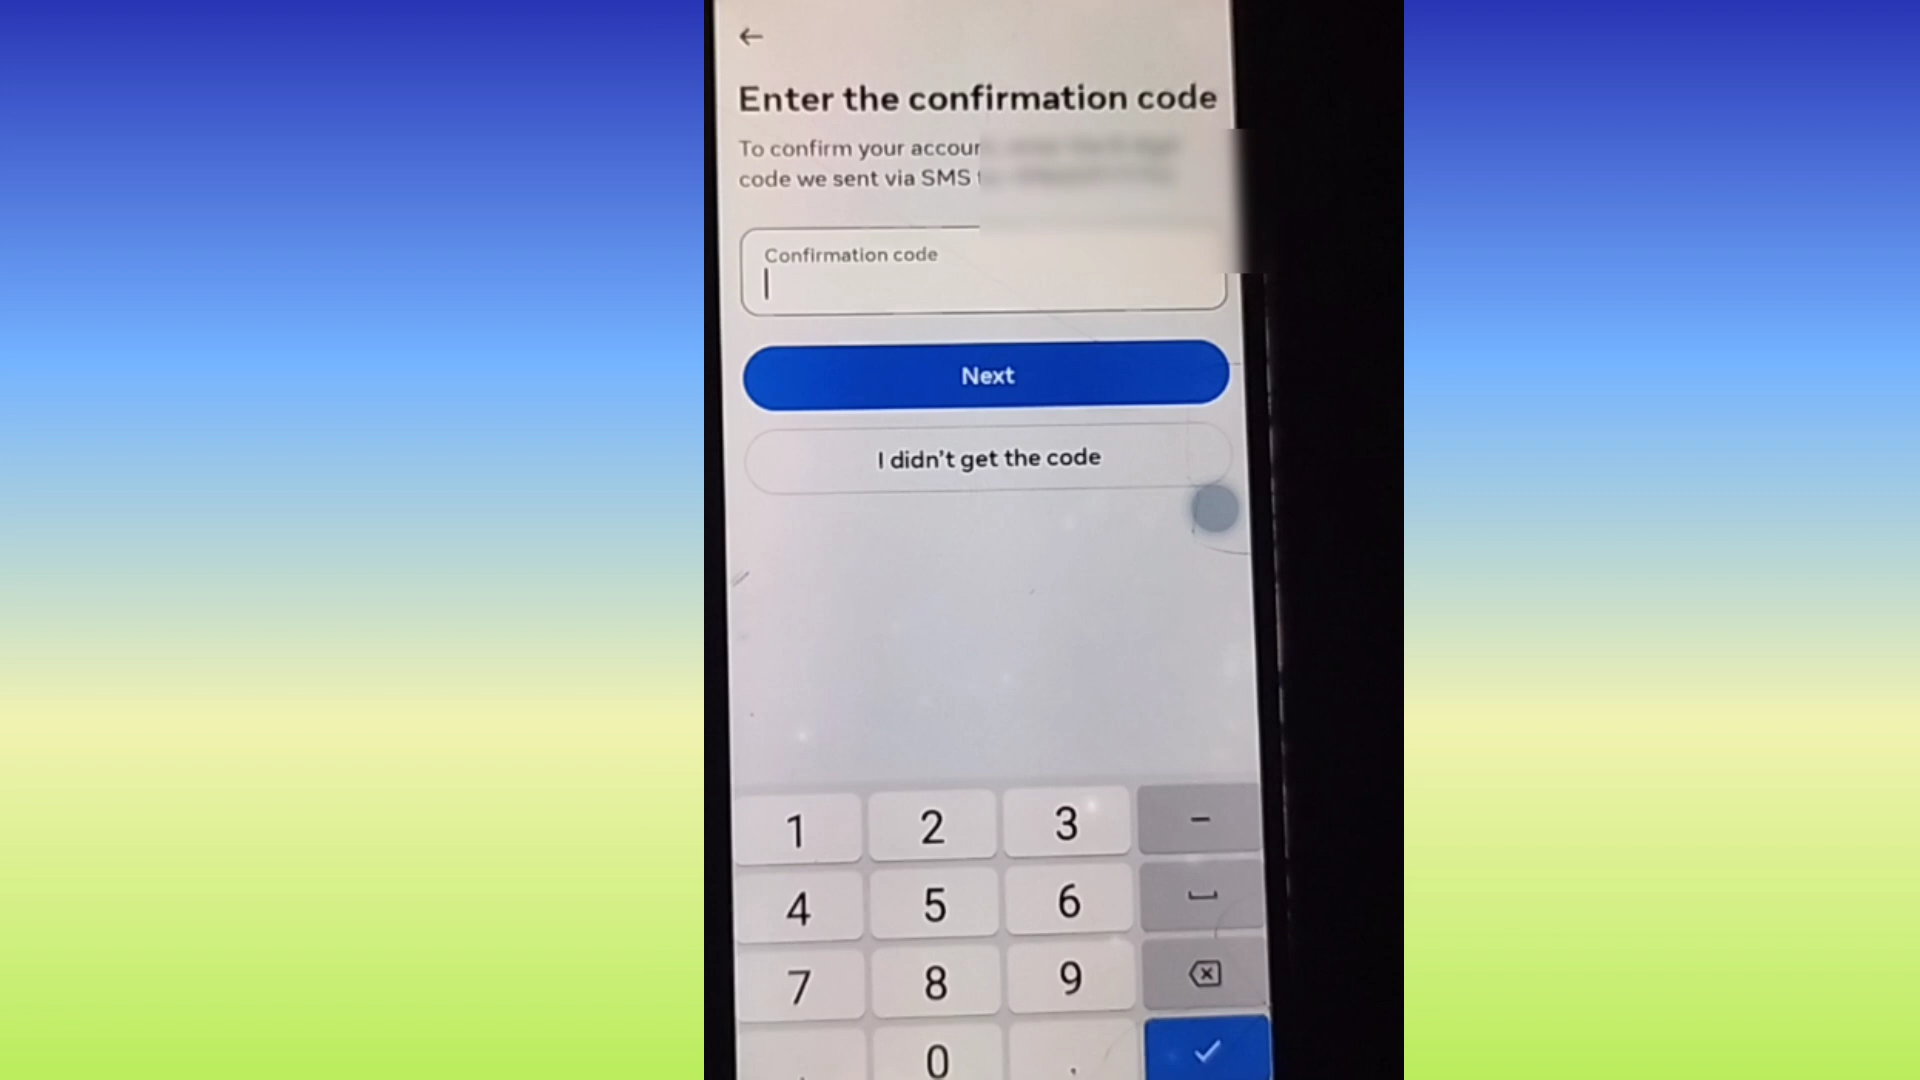 Enter the confirmation code
To confirm your accoun
code we sent via SMS
Confirmation code
Next
I didn't get the code
1 2 3 –
4 5 6
7 8 9
0 .